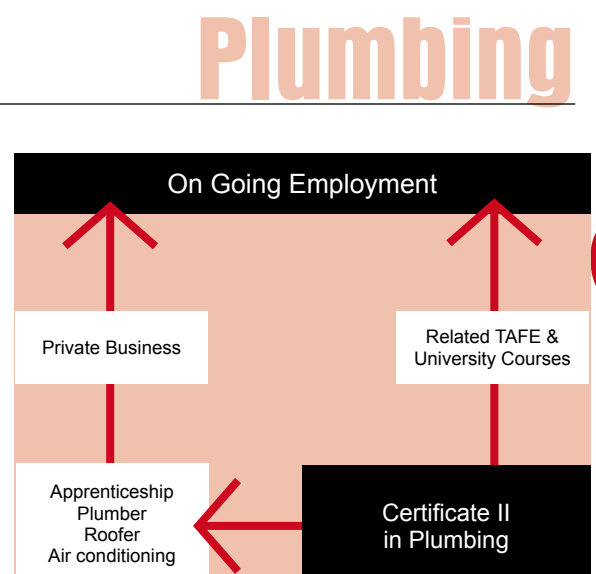 Plumbing
On Going Employment
Private Business
Related TAFE &
University Courses
Apprenticeship
Plumber
Roofer
Air conditioning
Certificate II
in Plumbing